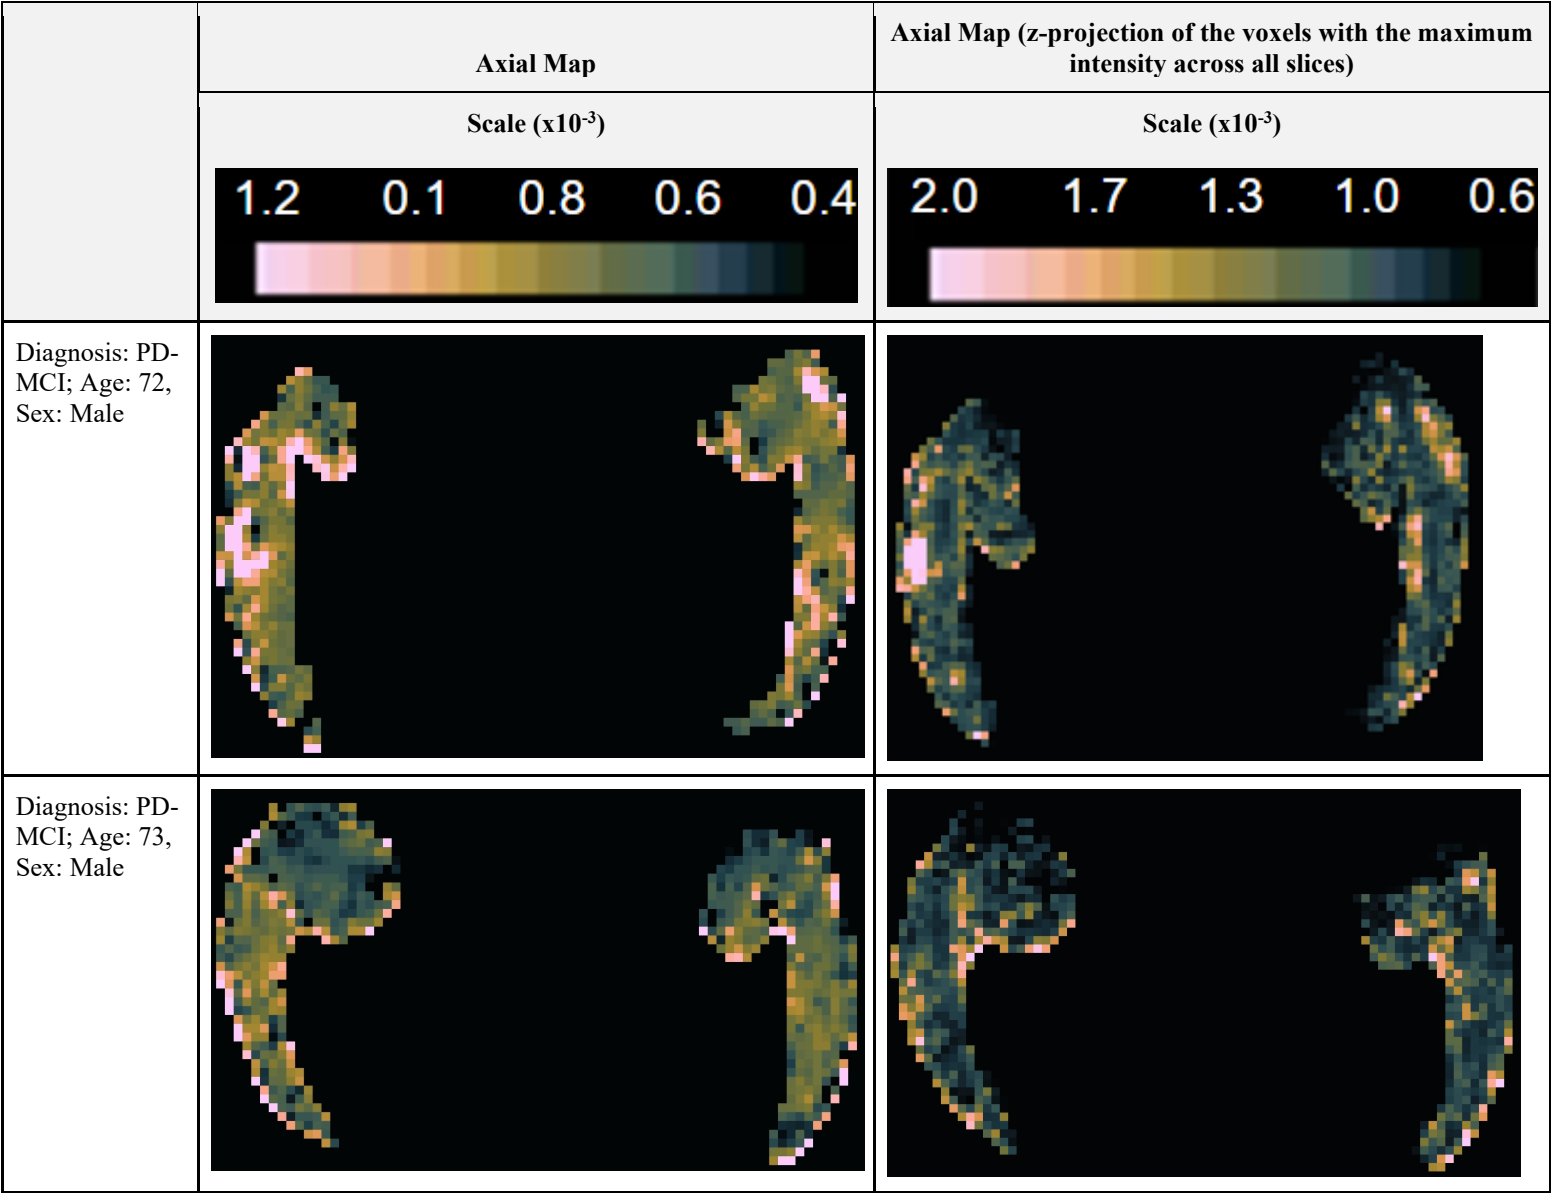 Axial Map
Axial Map (z-projection of the voxels with the maximum
intensity across all slices)
Scale (x10-3)
Scale (x10-3)
1.2 0.1 0.8 0.6 0.4
2.0 1.7 1.3 1.0 0.6
Diagnosis: PD-
MCI; Age: 72,
Sex: Male
Diagnosis: PD-
MCI; Age: 73,
Sex: Male